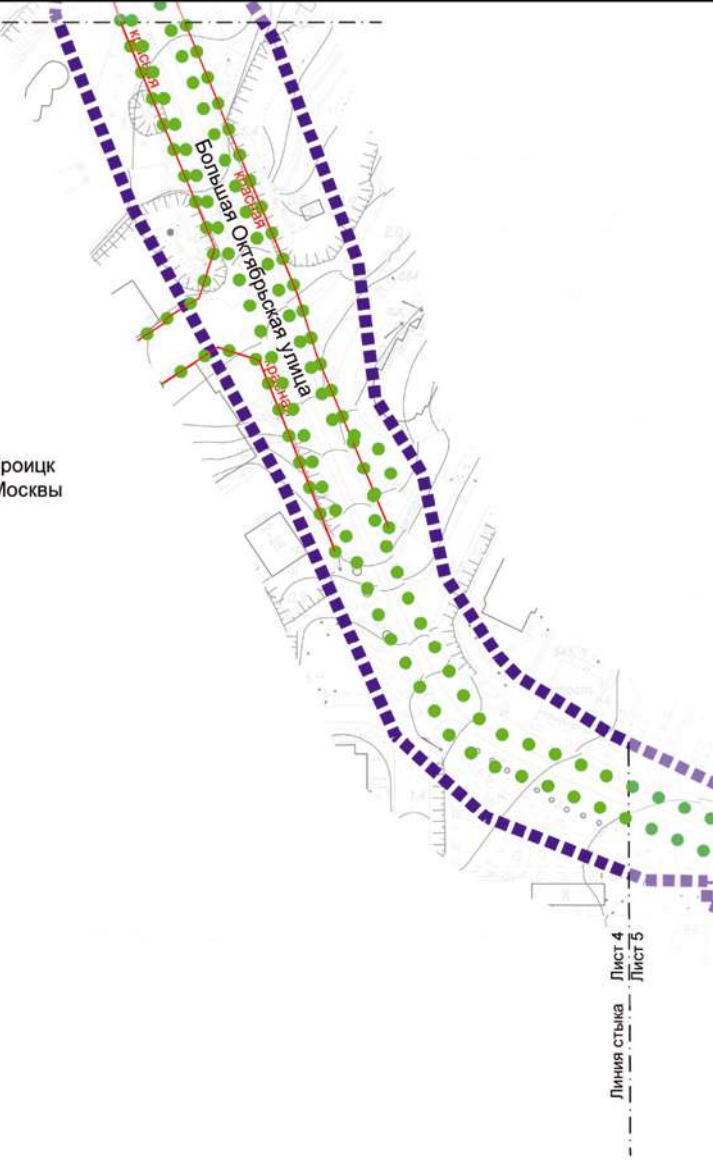 красная
красная
Большая Октябрьская улица
красная
роицк
Москвы
Лист 4
Лист 5
Линия стыка